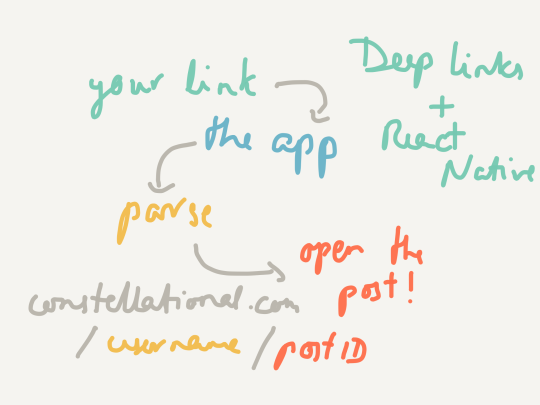 your link
the app
parse
open the
post!
constellational.com
/username/postID
Deep Links
+
React
Native